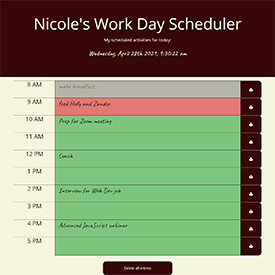 Nicole's Work Day Scheduler
My scheduled activities for today:
Wednesday, April 28th 2021, 9:30:22 am
8 AM make breakfast
9 AM feed Holly and Zander
10 AM Prep for Zoom meeting
11 AM
12 PM Lunch
1 PM
2 PM Interview for Web Dev job
3 PM
4 PM Advanced JavaScript webinar
5 PM
Delete all entries